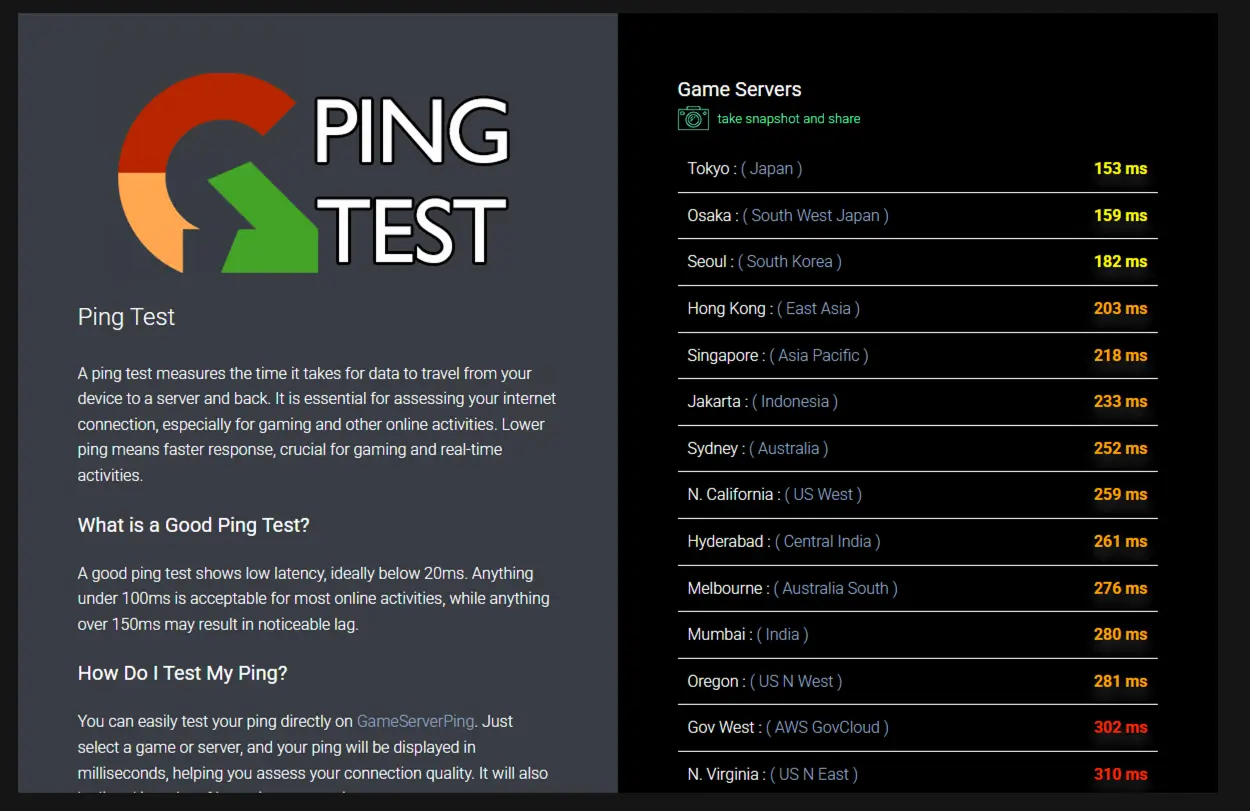 PING
TEST
Ping Test
A ping test measures the time it takes for data to travel from your
device to a server and back. It is essential for assessing your internet
connection, especially for gaming and other online activities. Lower
ping means faster response, crucial for gaming and real-time
activities.
What is a Good Ping Test?
A good ping test shows low latency, ideally below 20ms. Anything
under 100ms is acceptable for most online activities, while anything
over 150ms may result in noticeable lag.
How Do I Test My Ping?
You can easily test your ping directly on GameServerPing. Just
select a game or server, and your ping will be displayed in
milliseconds, helping you assess your connection quality. It will also
Game Servers
take snapshot and share
Tokyo : ( Japan ) 153 ms
Osaka : ( South West Japan ) 159 ms
Seoul : ( South Korea ) 182 ms
Hong Kong : ( East Asia ) 203 ms
Singapore : ( Asia Pacific ) 218 ms
Jakarta : ( Indonesia ) 233 ms
Sydney : ( Australia ) 252 ms
N. California : ( US West ) 259 ms
Hyderabad : ( Central India ) 261 ms
Melbourne : ( Australia South ) 276 ms
Mumbai : ( India ) 280 ms
Oregon : ( US N West ) 281 ms
Gov West : ( AWS GovCloud ) 302 ms
N. Virginia : ( US N East ) 310 ms